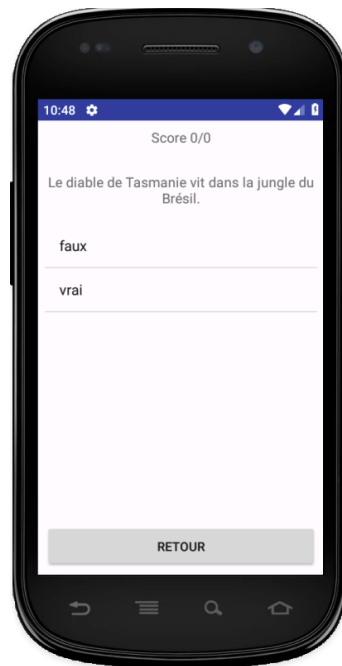 10:48
Score 0/0
Le diable de Tasmanie vit dans la jungle du
Brésil.
faux
vrai
RETOUR